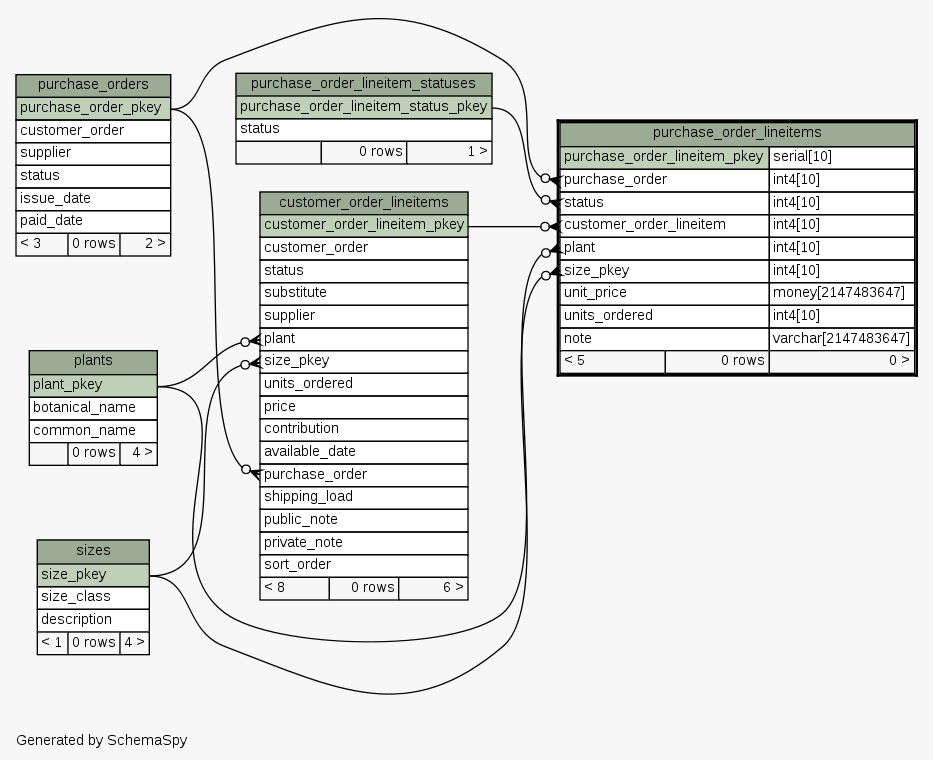 purchase_orders
purchase_order_pkey
customer_order
supplier
status
issue_date
paid_date
< 3 0 rows 2 >
purchase_order_lineitem_statuses
purchase_order_lineitem_status_pkey
status
0 rows 1 >
purchase_order_lineitems
purchase_order_lineitem_pkey serial[10]
purchase_order int4[10]
status int4[10]
customer_order_lineitem int4[10]
plant int4[10]
size_pkey int4[10]
unit_price money[2147483647]
units_ordered int4[10]
note varchar[2147483647]
< 5 0 rows 0 >
customer_order_lineitems
customer_order_lineitem_pkey
customer_order
status
substitute
supplier
plant
size_pkey
units_ordered
price
contribution
available_date
purchase_order
shipping_load
public_note
private_note
sort_order
< 8 0 rows 6 >
plants
plant_pkey
botanical_name
common_name
0 rows 4 >
sizes
size_pkey
size_class
description
< 1 0 rows 4 >
Generated by SchemaSpy